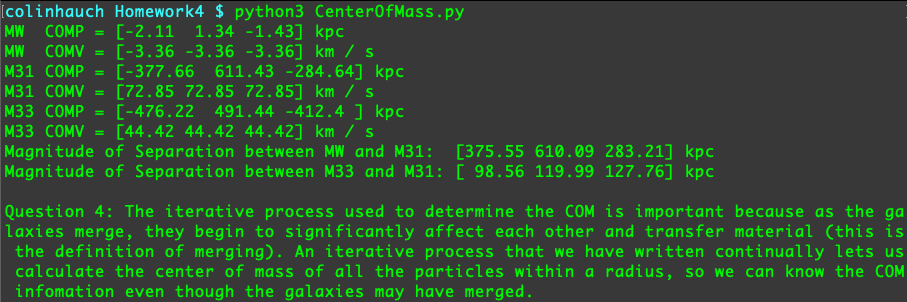 colinhauch Homework4 $ python3 CenterOfMass.py
MW  COMP = [-2.11  1.34 -1.43] kpc
MW  COMV = [-3.36 -3.36 -3.36] km / s
M31 COMP = [-377.66  611.43 -284.64] kpc
M31 COMV = [72.85 72.85 72.85] km / s
M33 COMP = [-476.22  491.44 -412.4 ] kpc
M33 COMV = [44.42 44.42 44.42] km / s
Magnitude of Separation between MW and M31:  [375.55 610.09 283.21] kpc
Magnitude of Separation between M33 and M31: [ 98.56 119.99 127.76] kpc
Question 4: The iterative process used to determine the COM is important because as the ga
laxies merge, they begin to significantly affect each other and transfer material (this is
 the definition of merging). An iterative process that we have written continually lets us
 calculate the center of mass of all the particles within a radius, so we can know the COM
 infomation even though the galaxies may have merged.